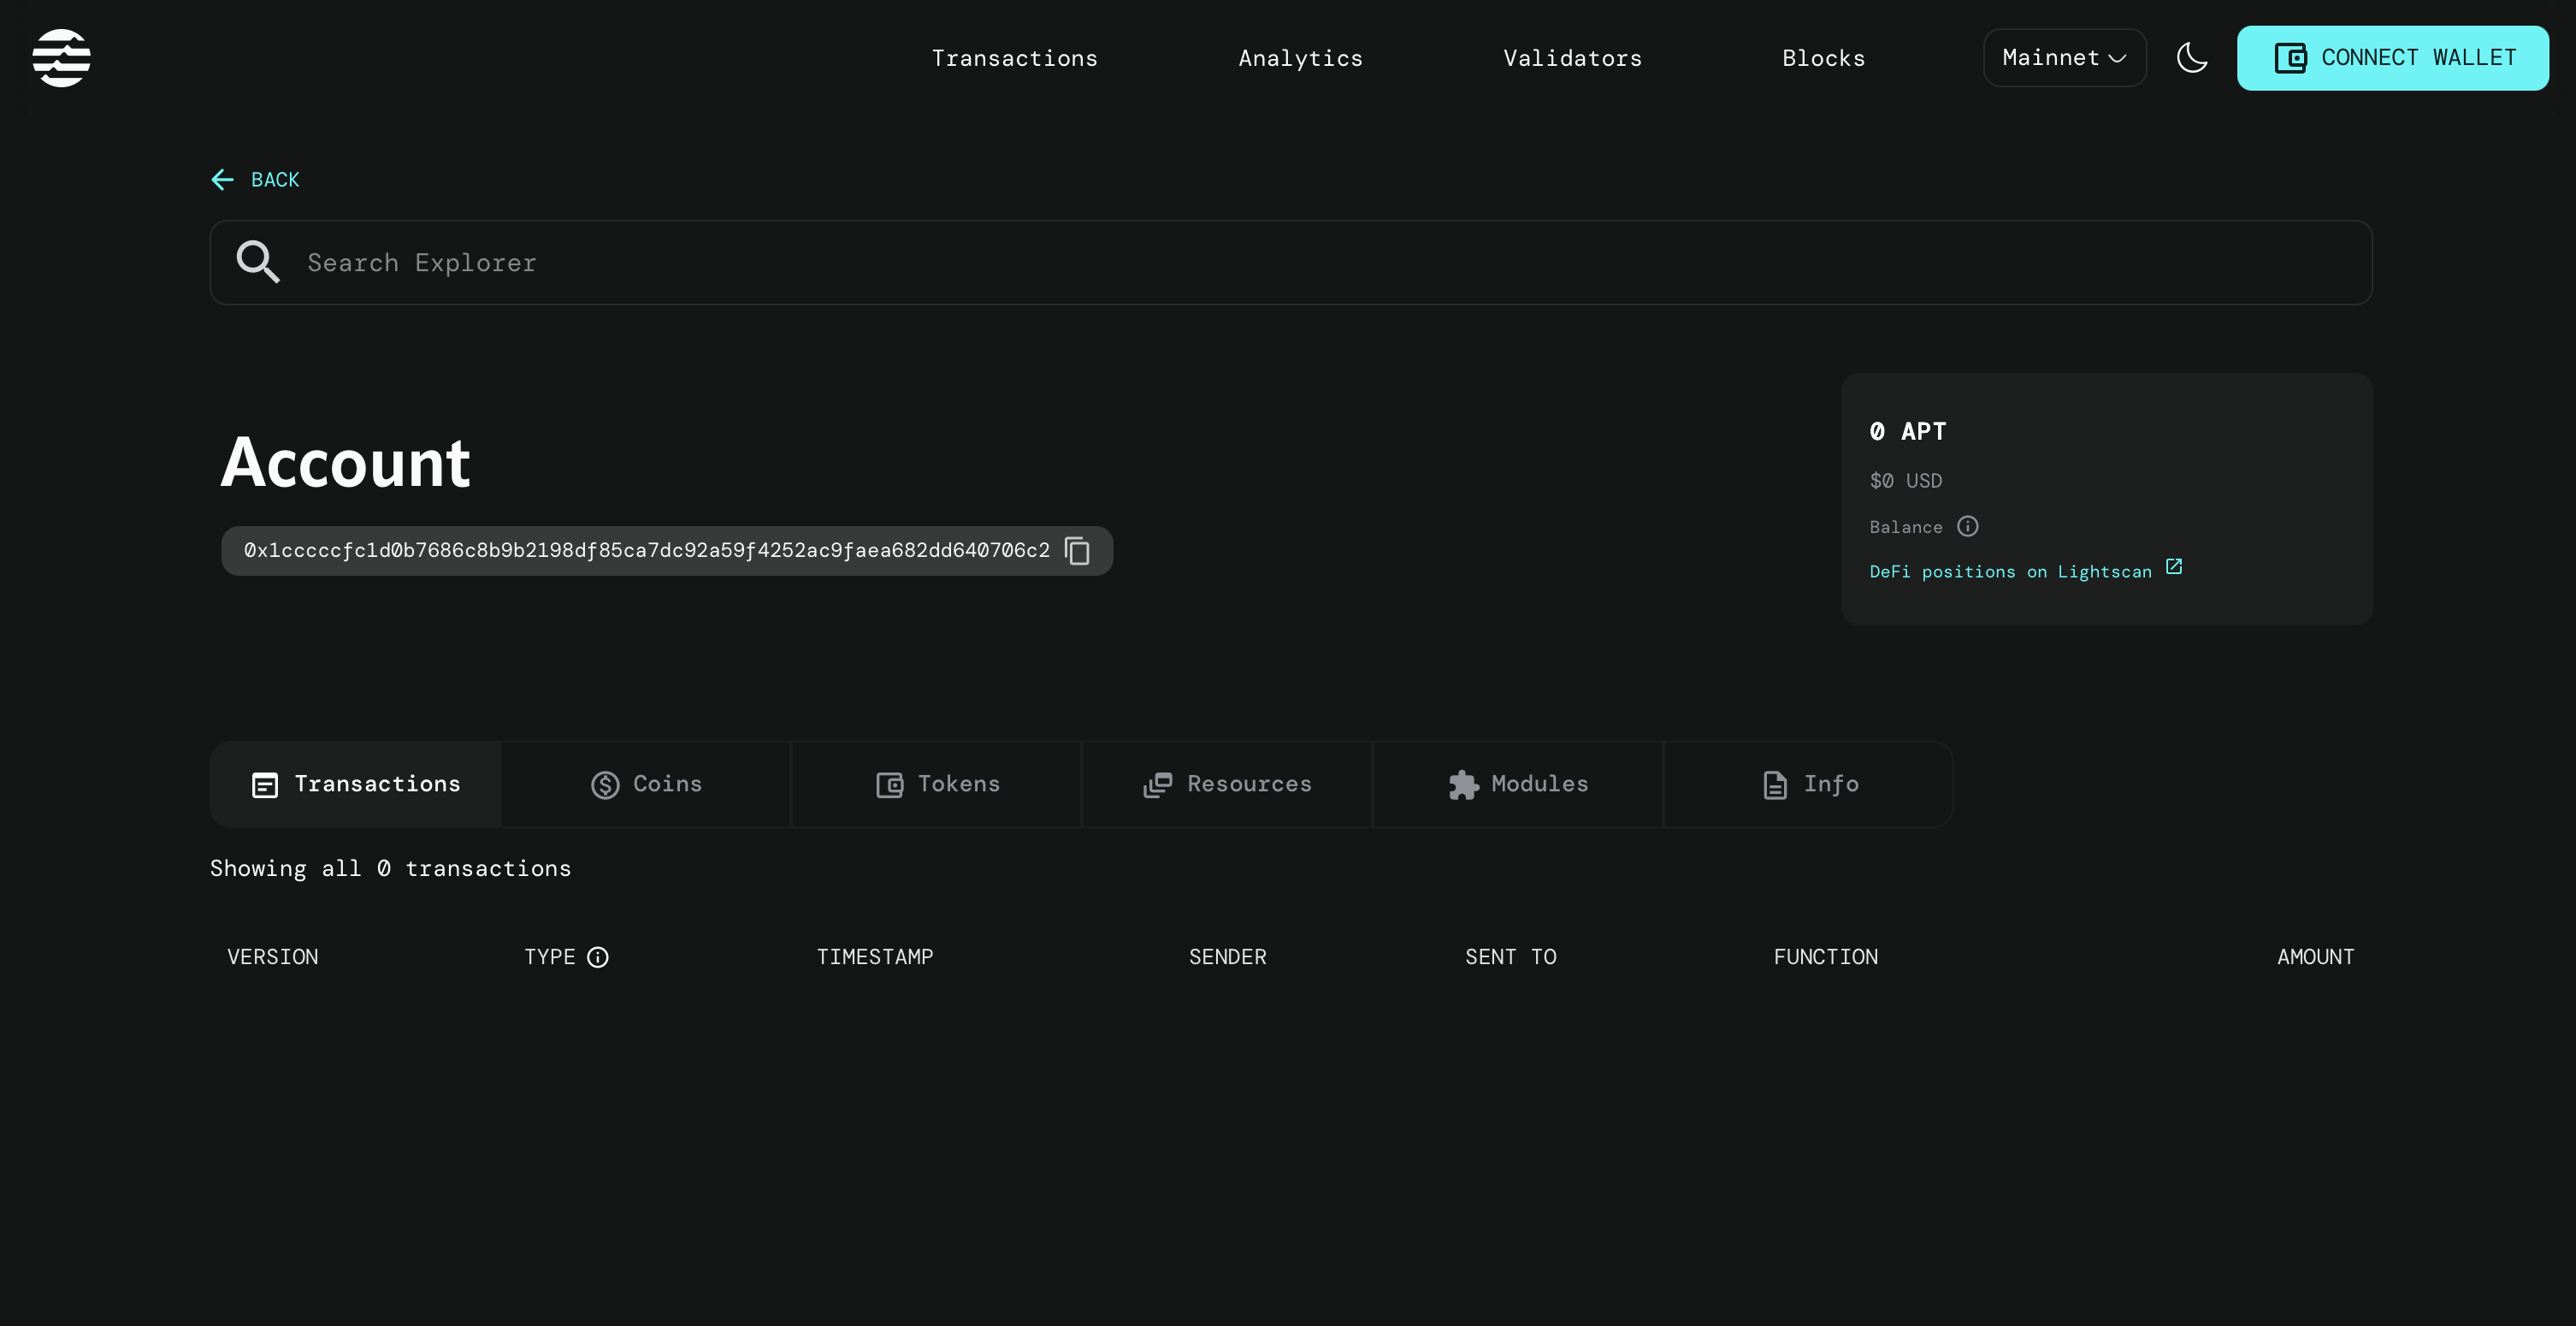 Transactions
Analytics
Validators
Blocks
Mainnet
CONNECT WALLET
BACK
Search Explorer
Account
0x1cccccfc1d0b7686c8b9b2198df85ca7dc92a59f4252ac9faea682dd640706c2
0 APT
$0 USD
Balance
DeFi positions on Lightscan
Transactions
Coins
Tokens
Resources
Modules
Info
Showing all 0 transactions
VERSION
TYPE
TIMESTAMP
SENDER
SENT TO
FUNCTION
AMOUNT